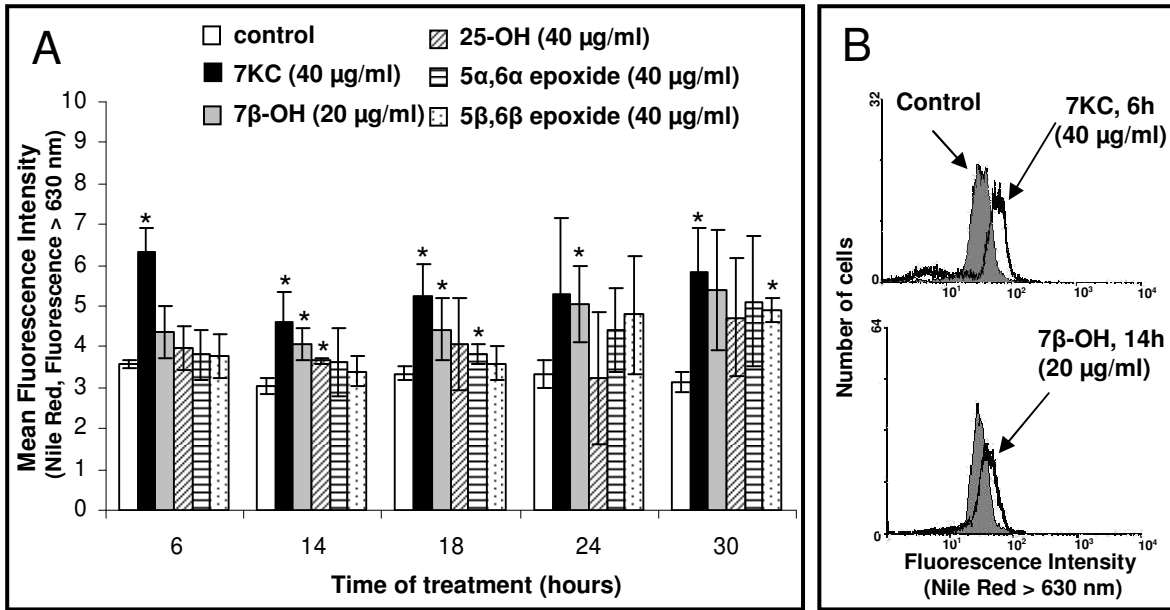 A
control
7KC (40 µg/ml)
7β-OH (20 µg/ml)
25-OH (40 µg/ml)
5α,6α epoxide (40 µg/ml)
5β,6β epoxide (40 µg/ml)
Mean Fluorescence Intensity
(Nile Red, Fluorescence > 630 nm)
10
9
8
7
6
5
4
3
2
1
0
*
*
*
*
*
*
*
*
*
*
6
14
18
24
30
Time of treatment (hours)
B
Control
7KC, 6h
(40 µg/ml)
32
0
10¹
10²
10³
10⁴
Number of cells
7β-OH, 14h
(20 µg/ml)
64
0
10¹
10²
10³
10⁴
Fluorescence Intensity
(Nile Red > 630 nm)